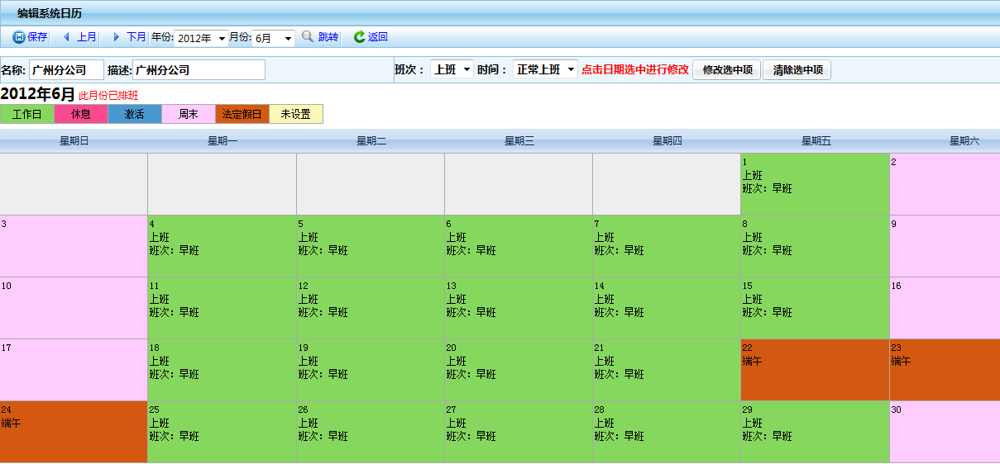 编辑系统日历
保存 上月 下月 年份: 2012年 月份: 6月 跳转 返回
名称: 广州分公司 描述: 广州分公司 班次： 上班 时间： 正常上班 点击日期选中进行修改 修改选中项 清除选中项
2012年6月 此月份已排班
工作日 休息 激活 周末 法定假日 未设置
星期日 星期一 星期二 星期三 星期四 星期五 星期六
1 2
上班
班次: 早班
3 4 5 6 7 8 9
上班 上班 上班 上班 上班
班次: 早班 班次: 早班 班次: 早班 班次: 早班 班次: 早班
10 11 12 13 14 15 16
上班 上班 上班 上班 上班
班次: 早班 班次: 早班 班次: 早班 班次: 早班 班次: 早班
17 18 19 20 21 22 23
上班 上班 上班 上班 端午 端午
班次: 早班 班次: 早班 班次: 早班 班次: 早班
24 25 26 27 28 29 30
端午 上班 上班 上班 上班 上班
班次: 早班 班次: 早班 班次: 早班 班次: 早班 班次: 早班